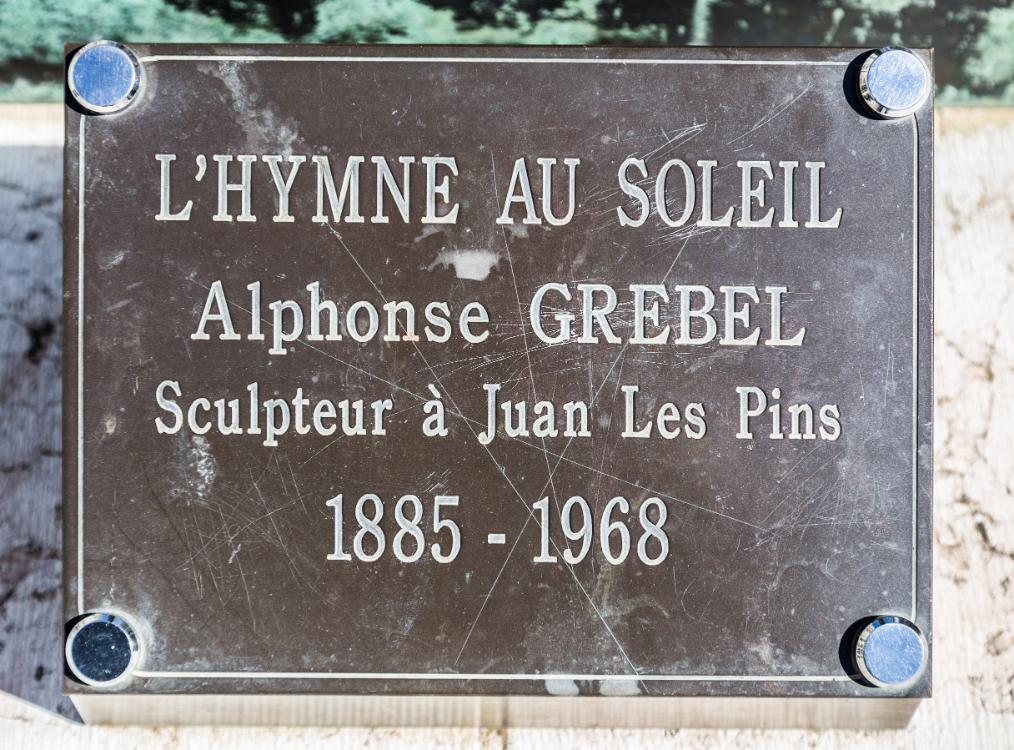 L'HYMNE AU SOLEIL
Alphonse GREBEL
Sculpteur à Juan Les Pins
1885 - 1968